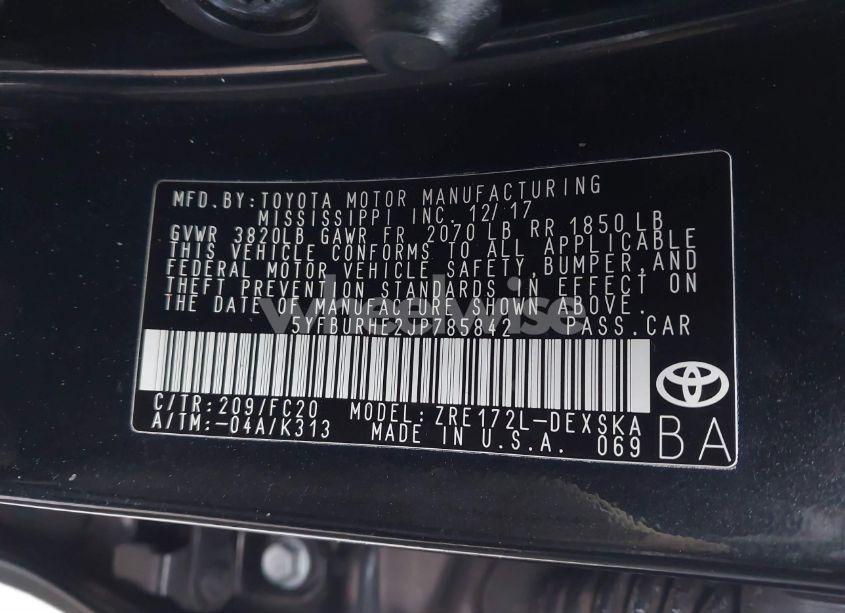 MFD. BY: TOYOTA MOTOR MANUFACTURING
MISSISSIPPI INC. 12/17
GVWR 3820LB GAWR FR 2070 LB RR 1850 LB
THIS VEHICLE CONFORMS TO ALL APPLICABLE
FEDERAL MOTOR VEHICLE SAFETY, BUMPER, AND
THEFT PREVENTION STANDARDS IN EFFECT ON
THE DATE OF MANUFACTURE SHOWN ABOVE.
wheelwise
5YFBURHE2JP785842 PASS. CAR
C/TR: 209/FC20 MODEL: ZRE172L-DEXSKA
A/TM: -04A/K313 MADE IN U.S.A. 069 BA